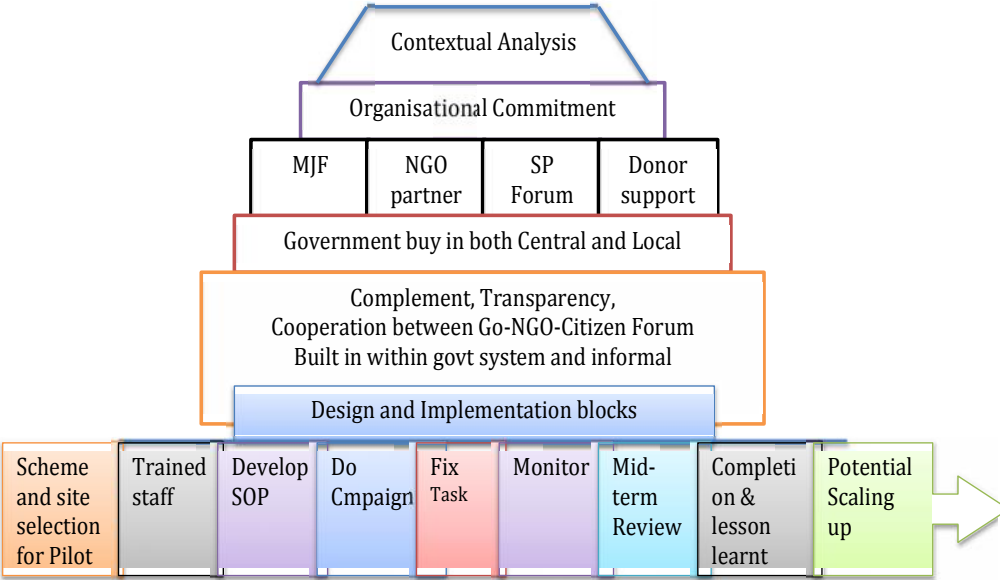 Contextual Analysis
Organisational Commitment
MJF
NGO
partner
SP
Forum
Donor
support
Government buy in both Central and Local
Complement, Transparency,
Cooperation between Go-NGO-Citizen Forum
Built in within govt system and informal
Design and Implementation blocks
Scheme
and site
selection
for Pilot
Trained
staff
Develop
SOP
Do
Cmpaign
Fix
Task
Monitor
Mid-
term
Review
Completi
on &
lesson
learnt
Potential
Scaling
up